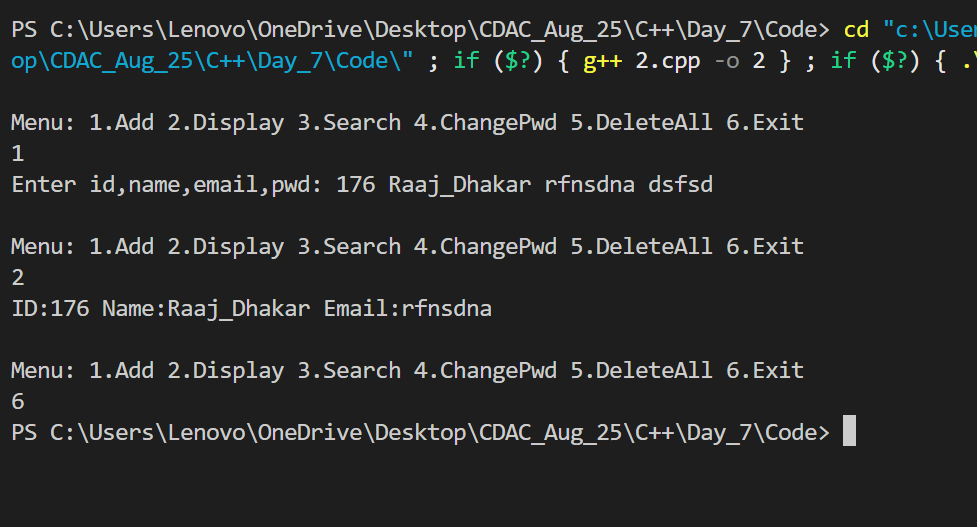 PS C:\Users\Lenovo\OneDrive\Desktop\CDAC_Aug_25\C++\Day_7\Code> cd "c:\User
op\CDAC_Aug_25\C++\Day_7\Code\" ; if ($?) { g++ 2.cpp -o 2 } ; if ($?) { .\
Menu: 1.Add 2.Display 3.Search 4.ChangePwd 5.DeleteAll 6.Exit
1
Enter id,name,email,pwd: 176 Raaj_Dhakar rfnsdna dsfsd
Menu: 1.Add 2.Display 3.Search 4.ChangePwd 5.DeleteAll 6.Exit
2
ID:176 Name:Raaj_Dhakar Email:rfnsdna
Menu: 1.Add 2.Display 3.Search 4.ChangePwd 5.DeleteAll 6.Exit
6
PS C:\Users\Lenovo\OneDrive\Desktop\CDAC_Aug_25\C++\Day_7\Code>